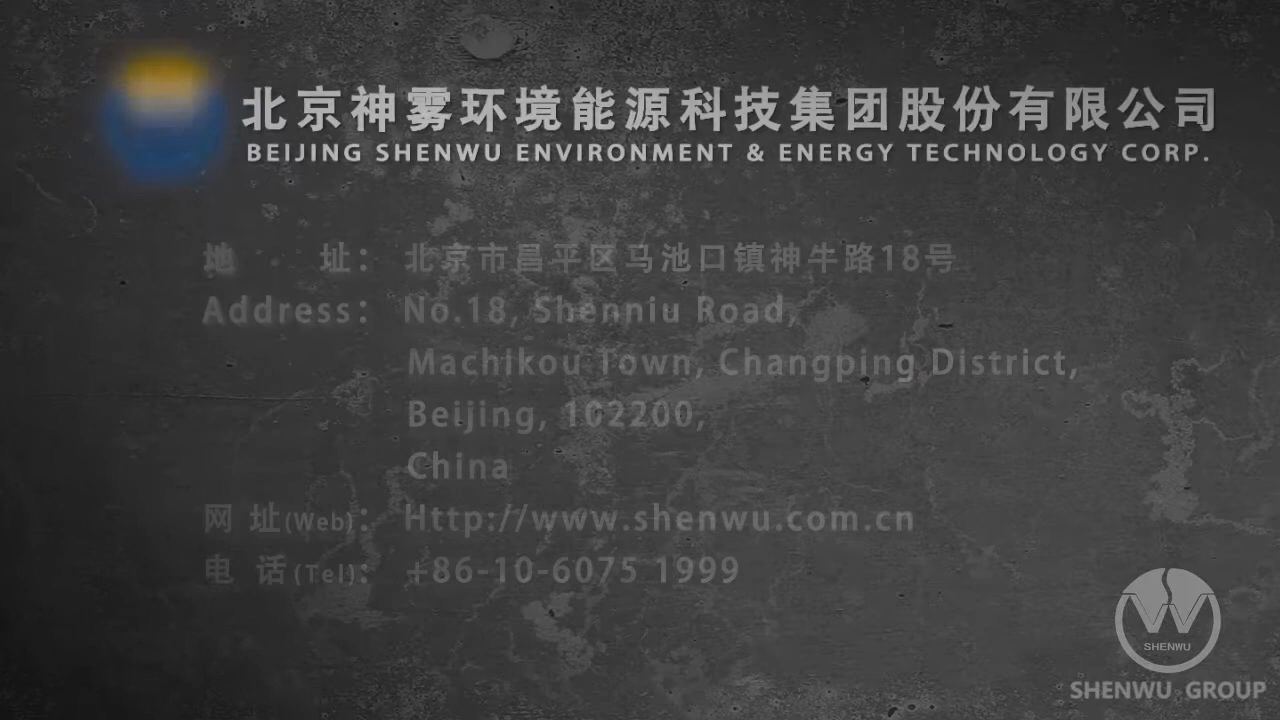 北京神雾环境能源科技集团股份有限公司
BEIJING SHENWU ENVIRONMENT & ENERGY TECHNOLOGY CORP.
地 址： 北京市昌平区马池口镇神牛路18号
Address： No.18, Shenniu Road,
Machikou Town, Changping District,
Beijing, 102200,
China
网 址(Web)： Http://www.shenwu.com.cn
电 话(Tel)： +86-10-6075 1999
SHENWU
SHENWU GROUP